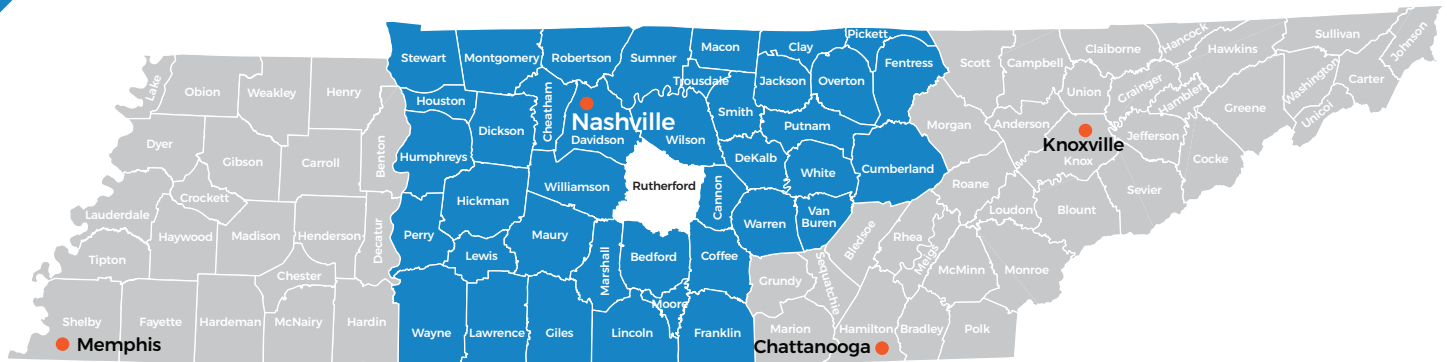 Stewart
Montgomery
Robertson
Sumner
Macon
Clay
Pickett
Fentress
Scott
Campbell
Claiborne
Hancock
Hawkins
Sullivan
Johnson
Lake
Obion
Weakley
Henry
Houston
Dickson
Cheatham
Nashville
Davidson
Trousdale
Wilson
Smith
Jackson
Overton
Putnam
Morgan
Anderson
Union
Grainger
Hamblen
Greene
Washington
Unicoi
Carter
Dyer
Gibson
Carroll
Benton
Humphreys
Williamson
Rutherford
Cannon
DeKalb
White
Cumberland
Roane
Knoxville
Knox
Jefferson
Cocke
Sevier
Lauderdale
Crockett
Haywood
Madison
Henderson
Decatur
Perry
Hickman
Lewis
Maury
Marshall
Bedford
Coffee
Warren
Van
Buren
Bledsoe
Rhea
Meigs
Loudon
Blount
Tipton
Chester
Grundy
Sequatchie
McMinn
Monroe
Shelby
Fayette
Hardeman
McNairy
Hardin
Wayne
Lawrence
Giles
Lincoln
Moore
Franklin
Marion
Hamilton
Bradley
Polk
Memphis
Chattanooga